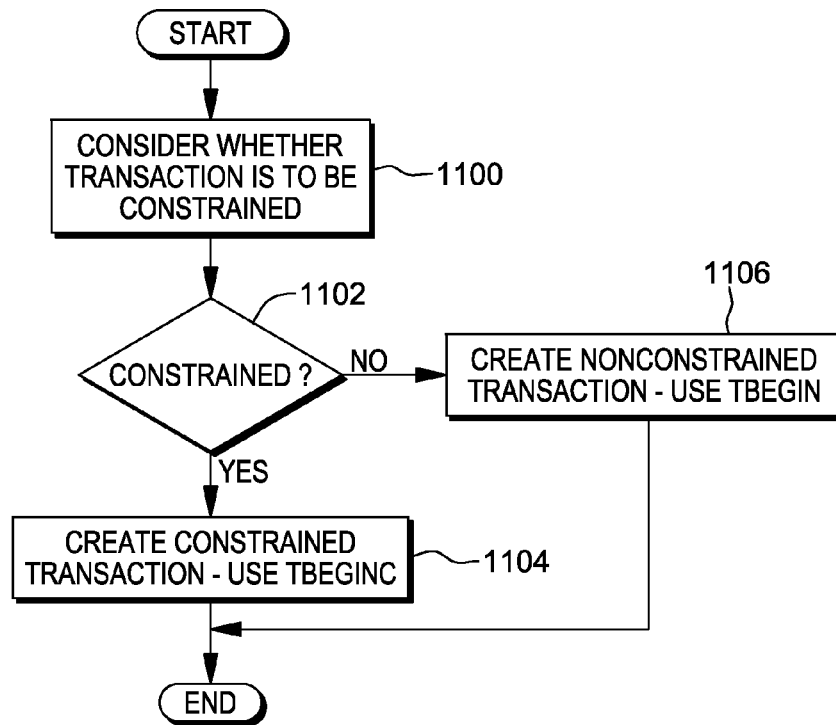 START
CONSIDER WHETHER
TRANSACTION IS TO BE
CONSTRAINED
1100
1102
CONSTRAINED ?
NO
1106
CREATE NONCONSTRAINED
TRANSACTION - USE TBEGIN
YES
CREATE CONSTRAINED
TRANSACTION - USE TBEGINC
1104
END